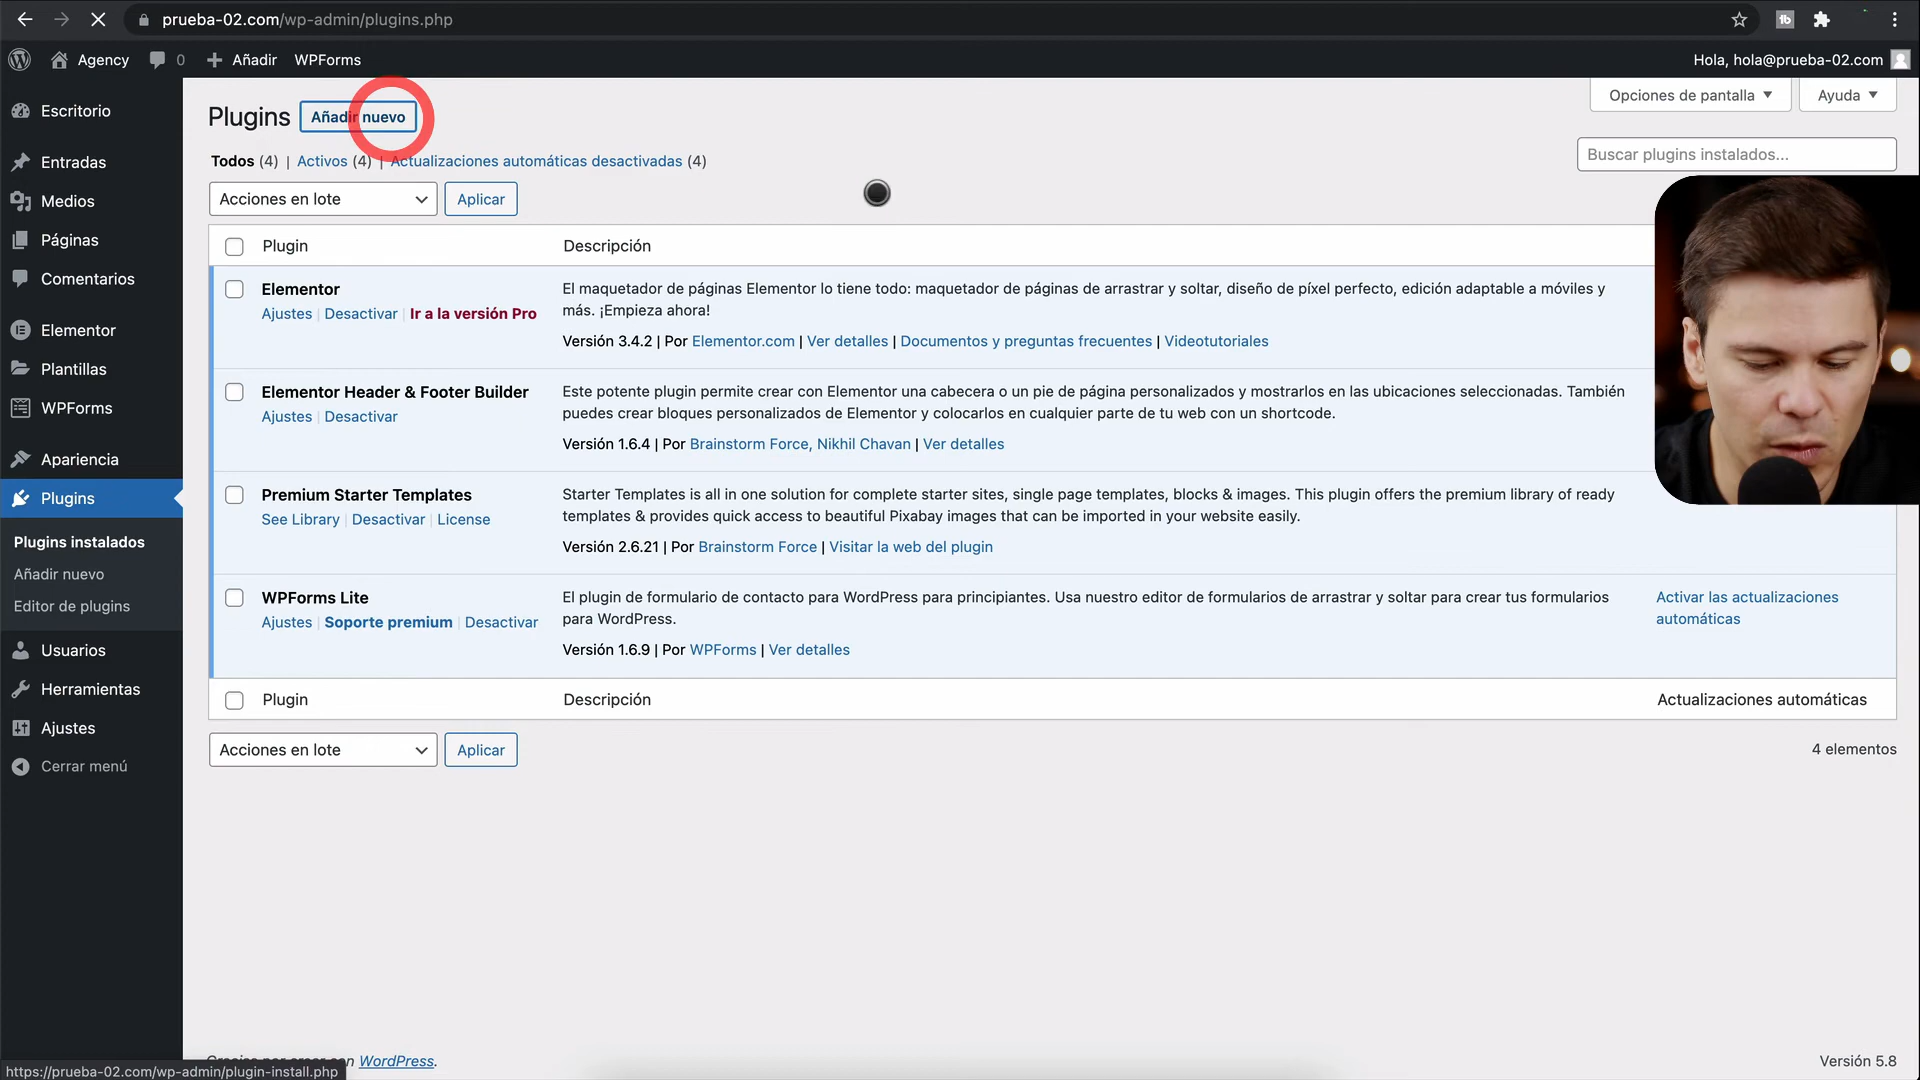 prueba-02.com/wp-admin/plugins.php
Agency 0 Añadir WPForms Hola, hola@prueba-02.com
Escritorio
Entradas
Medios
Páginas
Comentarios
Elementor
Plantillas
WPForms
Apariencia
Plugins
Plugins instalados
Añadir nuevo
Editor de plugins
Usuarios
Herramientas
Ajustes
Cerrar menú
Opciones de pantalla Ayuda
Plugins Añadir nuevo
Todos (4) | Activos (4) | Actualizaciones automáticas desactivadas (4)
Buscar plugins instalados...
Acciones en lote Aplicar
Plugin Descripción
Elementor
Ajustes | Desactivar | Ir a la versión Pro
El maquetador de páginas Elementor lo tiene todo: maquetador de páginas de arrastrar y soltar, diseño de píxel perfecto, edición adaptable a móviles y
más. ¡Empieza ahora!
Versión 3.4.2 | Por Elementor.com | Ver detalles | Documentos y preguntas frecuentes | Videotutoriales
Elementor Header & Footer Builder
Ajustes | Desactivar
Este potente plugin permite crear con Elementor una cabecera o un pie de página personalizados y mostrarlos en las ubicaciones seleccionadas. También
puedes crear bloques personalizados de Elementor y colocarlos en cualquier parte de tu web con un shortcode.
Versión 1.6.4 | Por Brainstorm Force, Nikhil Chavan | Ver detalles
Premium Starter Templates
See Library | Desactivar | License
Starter Templates is all in one solution for complete starter sites, single page templates, blocks & images. This plugin offers the premium library of ready
templates & provides quick access to beautiful Pixabay images that can be imported in your website easily.
Versión 2.6.21 | Por Brainstorm Force | Visitar la web del plugin
WPForms Lite
Ajustes | Soporte premium | Desactivar
El plugin de formulario de contacto para WordPress para principiantes. Usa nuestro editor de formularios de arrastrar y soltar para crear tus formularios
para WordPress.
Versión 1.6.9 | Por WPForms | Ver detalles
Activar las actualizaciones
automáticas
Plugin Descripción Actualizaciones automáticas
Acciones en lote Aplicar 4 elementos
Gracias por crear con WordPress. Versión 5.8
https://prueba-02.com/wp-admin/plugin-install.php